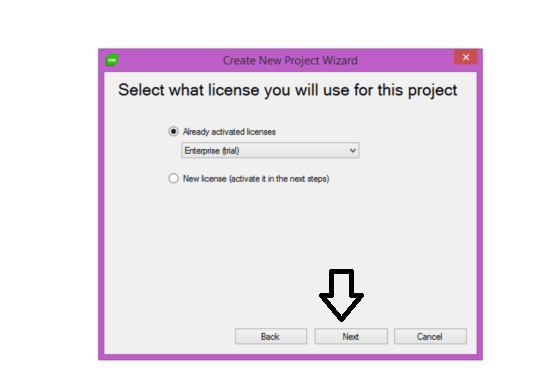 Create New Project Wizard
Select what license you will use for this project
Already activated licenses
Enterprise (trial)
New license (activate it in the next steps)
Back Next Cancel